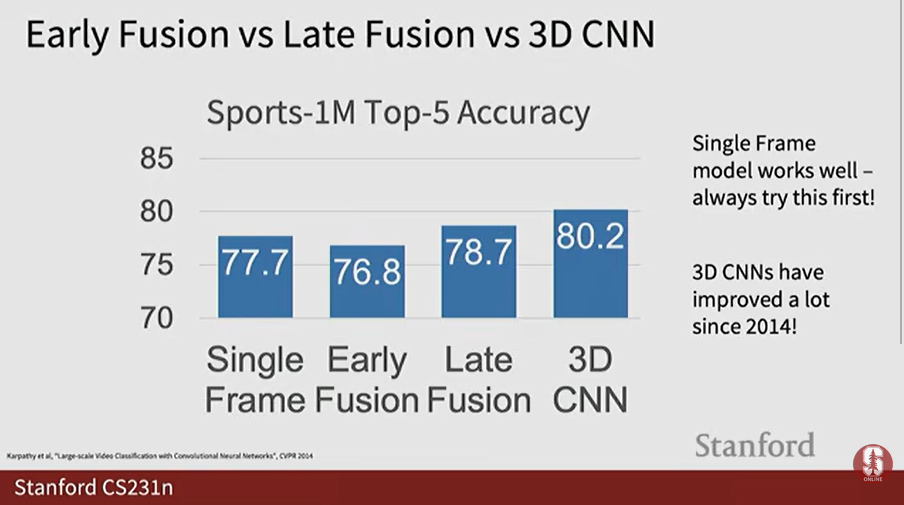 Early Fusion vs Late Fusion vs 3D CNN
Sports-1M Top-5 Accuracy
85
80
75
70
77.7
76.8
78.7
80.2
Single Frame
Early Fusion
Late Fusion
3D CNN
Single Frame
model works well –
always try this first!
3D CNNs have
improved a lot
since 2014!
Karpathy et al, "Large-scale Video Classification with Convolutional Neural Networks", CVPR 2014
Stanford
S
ONLINE
Stanford CS231n